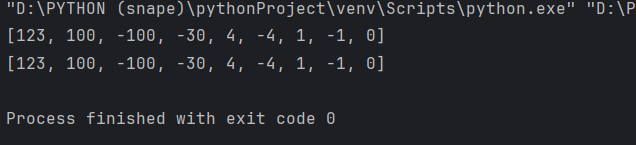 "D:\PYTHON (snape)\pythonProject\venv\Scripts\python.exe" "D:\P
[123, 100, -100, -30, 4, -4, 1, -1, 0]
[123, 100, -100, -30, 4, -4, 1, -1, 0]
Process finished with exit code 0